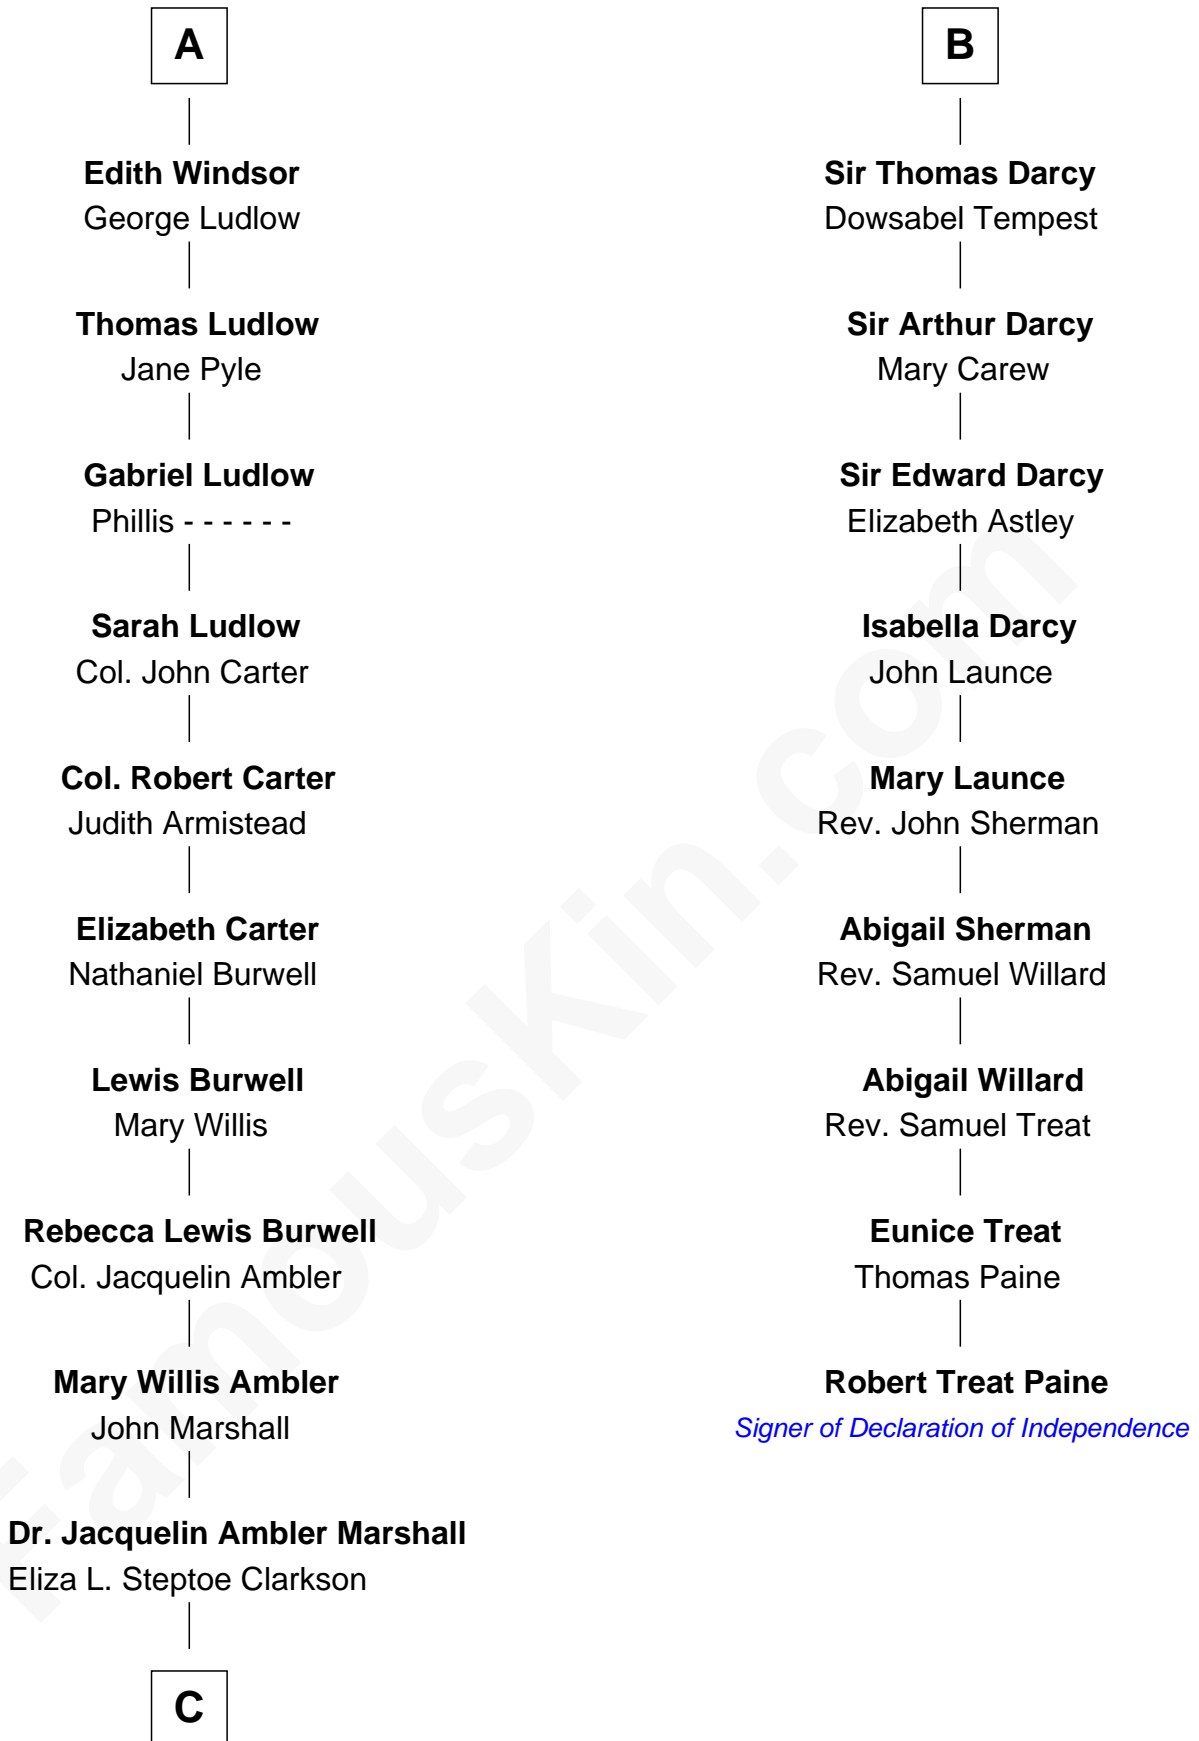 A
Edith Windsor
George Ludlow
Thomas Ludlow
Jane Pyle
Gabriel Ludlow
Phillis - - - - - -
Sarah Ludlow
Col. John Carter
Col. Robert Carter
Judith Armistead
Elizabeth Carter
Nathaniel Burwell
Lewis Burwell
Mary Willis
Rebecca Lewis Burwell
Col. Jacquelin Ambler
Mary Willis Ambler
John Marshall
Dr. Jacquelin Ambler Marshall
Eliza L. Steptoe Clarkson
C
B
Sir Thomas Darcy
Dowsabel Tempest
Sir Arthur Darcy
Mary Carew
Sir Edward Darcy
Elizabeth Astley
Isabella Darcy
John Launce
Mary Launce
Rev. John Sherman
Abigail Sherman
Rev. Samuel Willard
Abigail Willard
Rev. Samuel Treat
Eunice Treat
Thomas Paine
Robert Treat Paine
Signer of Declaration of Independence
FamousKin.com